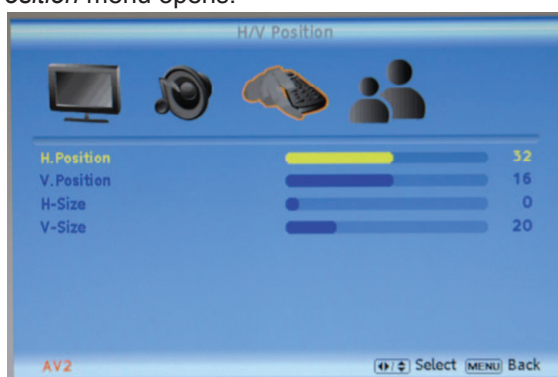 osition menu opens.
H/V Position
H.Position 32
V.Position 16
H-Size 0
V-Size 20
AV2 Select MENU Back